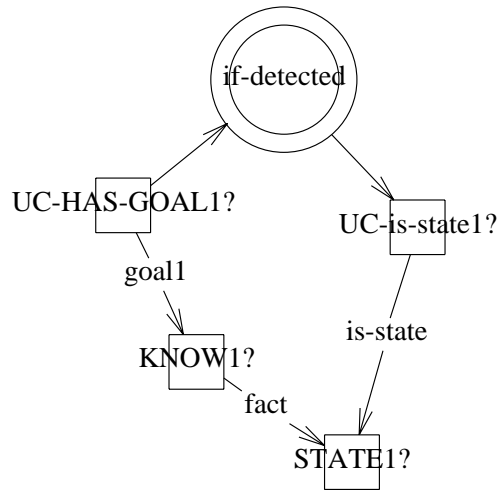 if-detected
UC-HAS-GOAL1?
UC-is-state1?
goal1
is-state
KNOW1?
fact
STATE1?